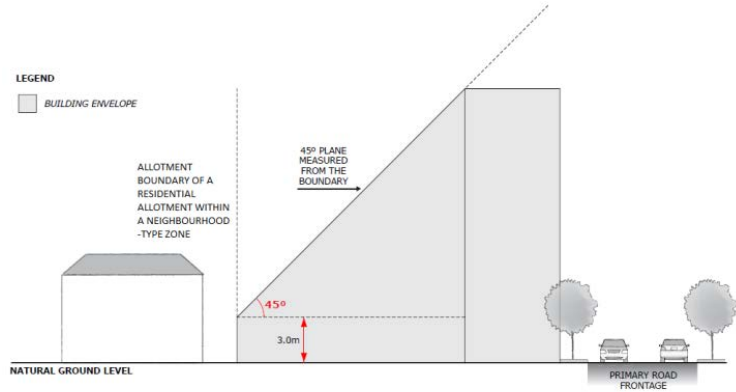 LEGEND
BUILDING ENVELOPE
ALLOTMENT
BOUNDARY OF A
RESIDENTIAL
ALLOTMENT WITHIN
A NEIGHBOURHOOD
-TYPE ZONE
45º PLANE
MEASURED
FROM THE
BOUNDARY
45º
3.0m
NATURAL GROUND LEVEL
PRIMARY ROAD
FRONTAGE